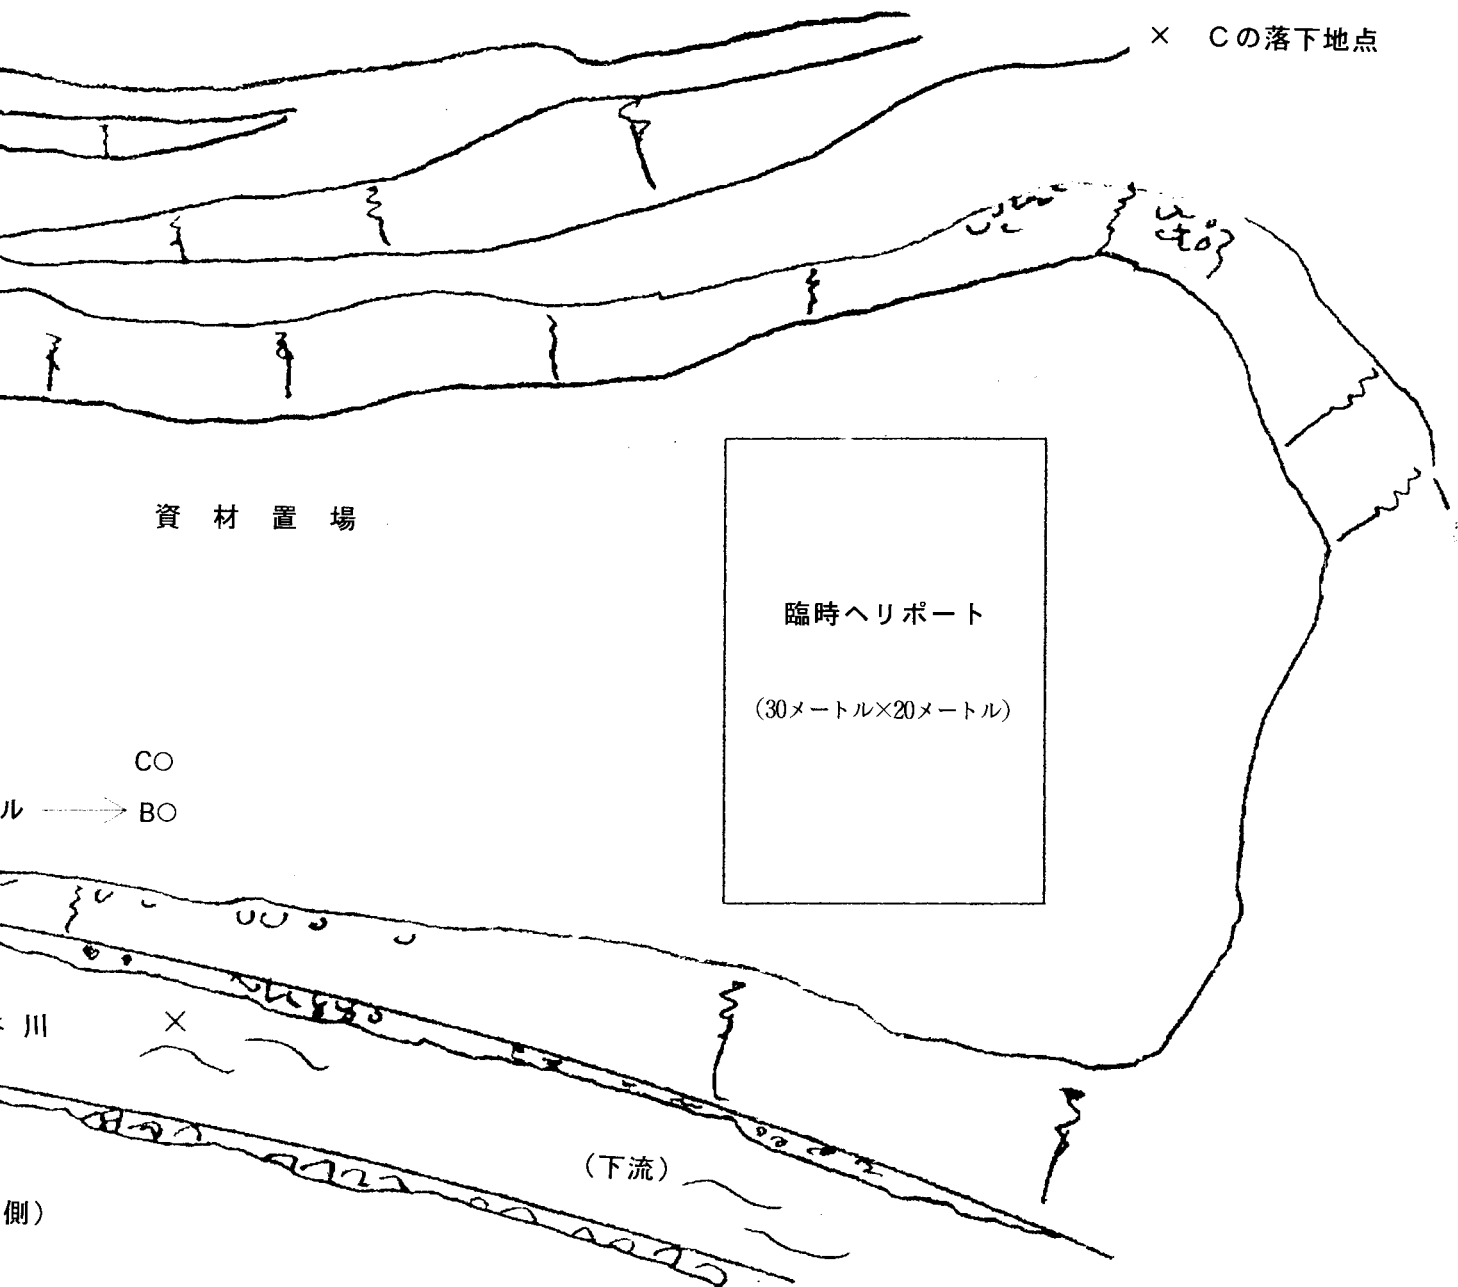 × Cの落下地点
資材置場
臨時ヘリポート
（30メートル×20メートル）
C○
ル → B○
川 ×
（下流）
側）